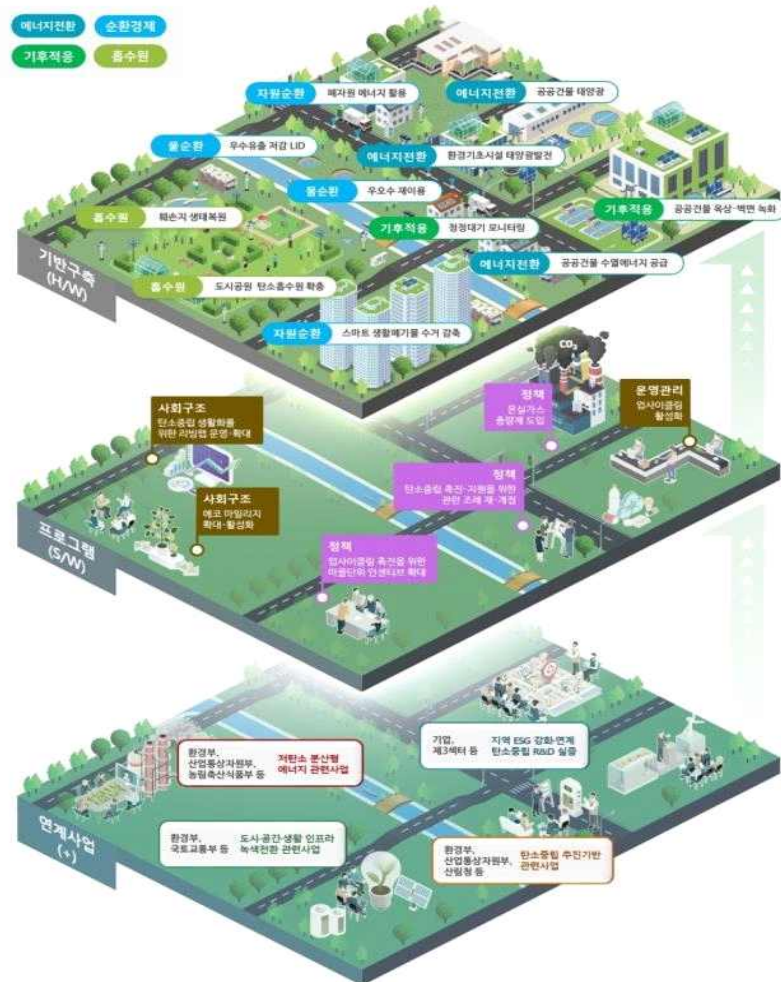 에너지전환 순환경제
기후적응 흡수원
자원순환 폐자원 에너지 활용
에너지전환 공공건물 태양광
물순환 우수유출 저감 LID
에너지전환 환경기초시설 태양광발전
물순환 우오수 재이용
흡수원 훼손지 생태복원
기후적응 공공건물 옥상·벽면 녹화
기후적응 청정대기 모니터링
에너지전환 공공건물 수열에너지 공급
흡수원 도시공원 탄소흡수원 확충
자원순환 스마트 생활폐기물 수거 감축
기반구축
(H/W)
CO₂
정책
온실가스
총량제 도입
운영관리
업사이클링
활성화
사회구조
탄소중립 생활화를
위한 리빙랩 운영·확대
정책
탄소중립 촉진·지원을 위한
관련 조례 제·개정
사회구조
에코 마일리지
확대·활성화
정책
업사이클링 촉진을 위한
마을단위 인센티브 확대
프로그램
(S/W)
환경부,
산업통상자원부,
농림축산식품부 등
저탄소 분산형
에너지 관련사업
기업,
제3섹터 등
지역 ESG 강화·연계
탄소중립 R&D 실증
환경부,
국토교통부 등
도시·공간·생활 인프라
녹색전환 관련사업
환경부,
산업통상자원부,
산림청 등
탄소중립 추진기반
관련사업
연계사업
(+)